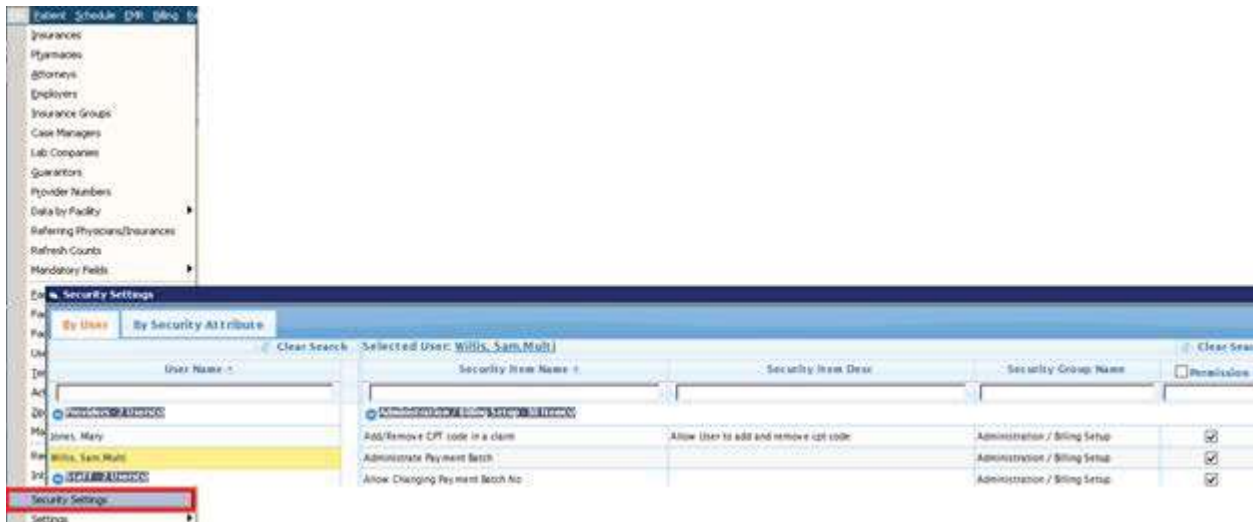 Patient Schedule EMR Billing
Insurances
Pharmacies
Attorneys
Employers
Insurance Groups
Case Managers
Lab Companies
Guarantors
Provider Numbers
Data by Facility
Referring Physicians/Insurances
Refresh Counts
Mandatory Fields
Security Settings
By User By Security Attribute
Clear Search Selected User: Willis, Sam,Multi Clear Sear
User Name Security Item Name Security Item Desc Security Group Name Permission
Providers - 2 User(s) Administration / Billing Setup - Item(s)
Jones, Mary Add/Remove CPT code in a claim Allow User to add and remove cpt code Administration / Billing Setup
Willis, Sam,Multi Administrate Payment Batch Administration / Billing Setup
Staff - 2 User(s) Allow Changing Payment Batch No Administration / Billing Setup
Security Settings
Settings